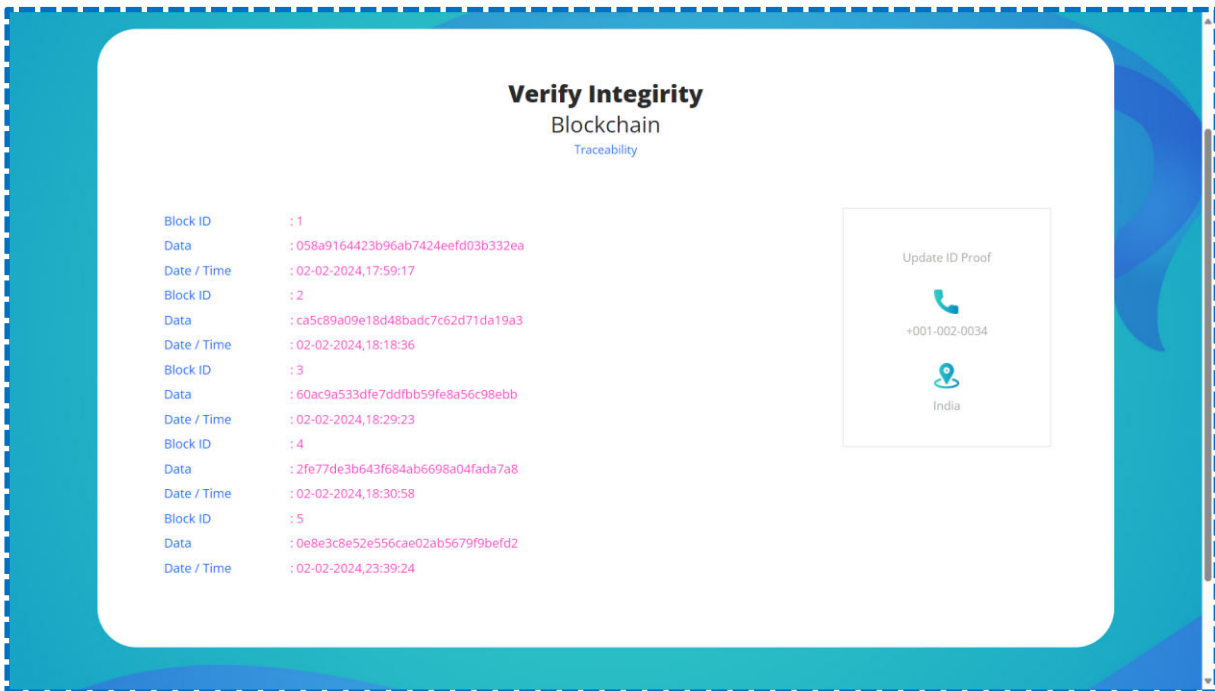 Verify Integirity
Blockchain
Traceability
Block ID : 1
Data : 058a9164423b96ab7424eefd03b332ea
Date / Time : 02-02-2024,17:59:17
Block ID : 2
Data : ca5c89a09e18d48badc7c62d71da19a3
Date / Time : 02-02-2024,18:18:36
Block ID : 3
Data : 60ac9a533dfe7ddfbb59fe8a56c98ebb
Date / Time : 02-02-2024,18:29:23
Block ID : 4
Data : 2fe77de3b643f684ab6698a04fada7a8
Date / Time : 02-02-2024,18:30:58
Block ID : 5
Data : 0e8e3c8e52e556cae02ab5679f9befd2
Date / Time : 02-02-2024,23:39:24
Update ID Proof
+001-002-0034
India